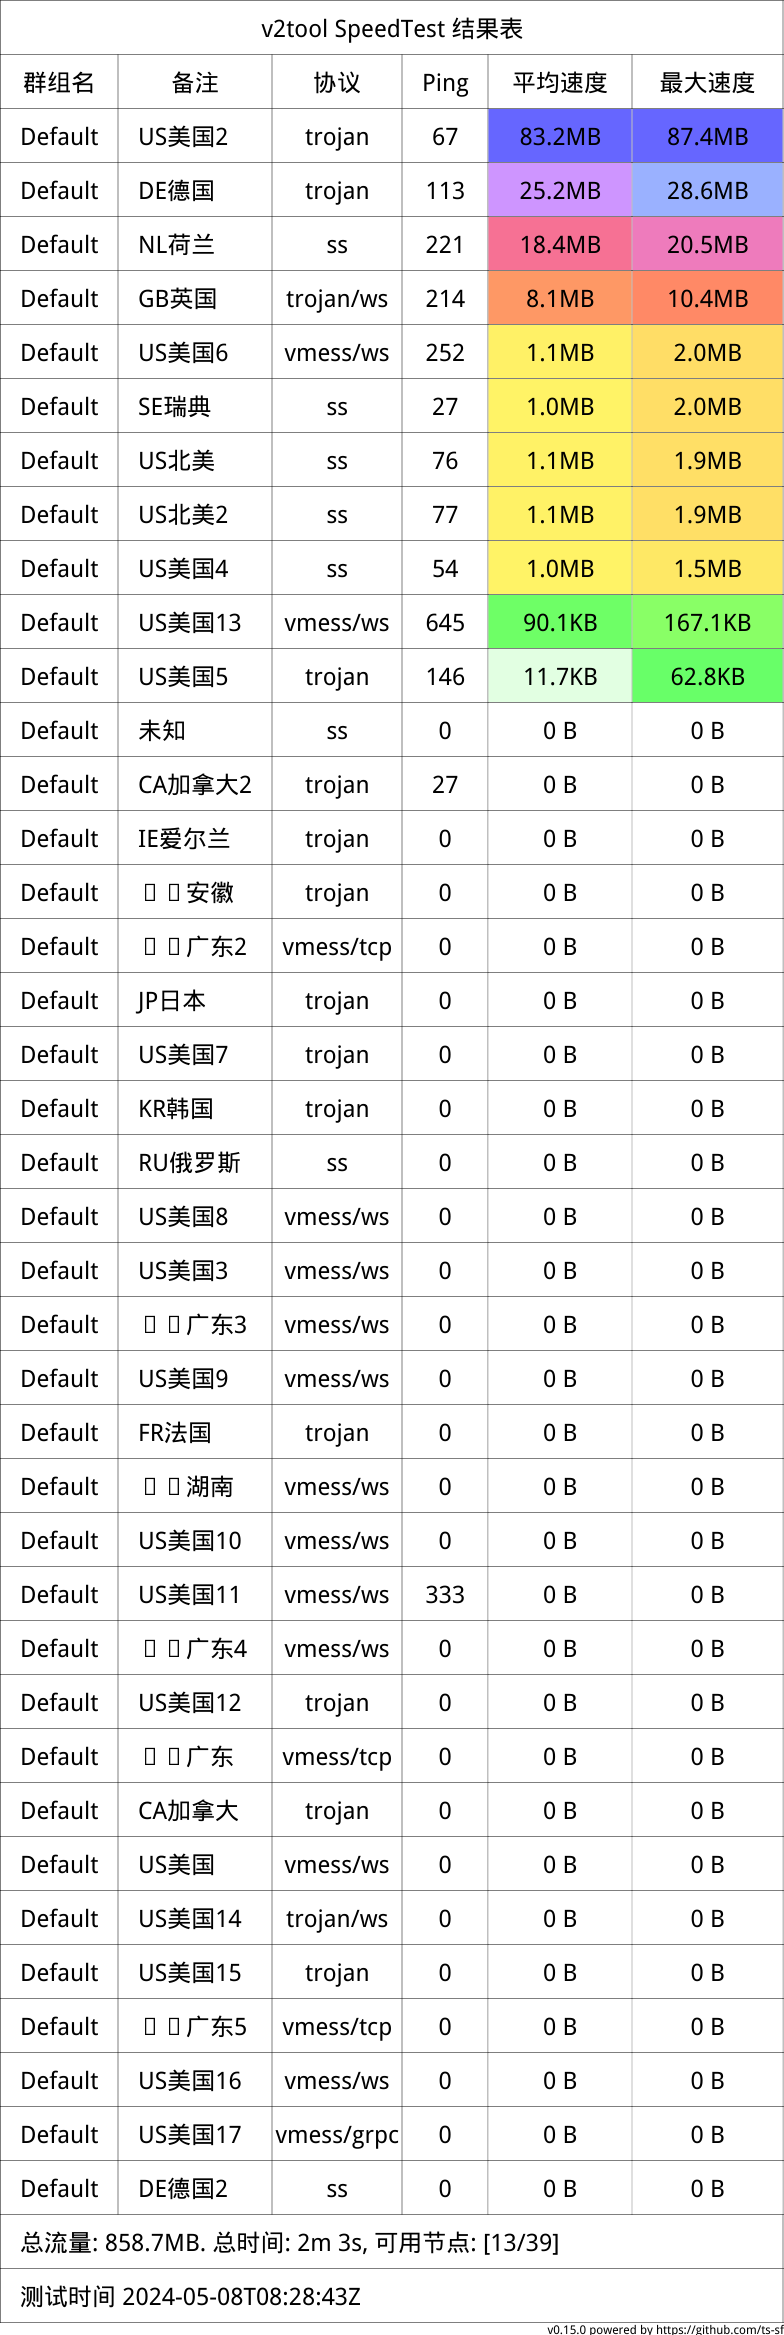 v2tool SpeedTest 结果表
群组名 备注 协议 Ping 平均速度 最大速度
Default US美国2 trojan 67 83.2MB 87.4MB
Default DE德国 trojan 113 25.2MB 28.6MB
Default NL荷兰 ss 221 18.4MB 20.5MB
Default GB英国 trojan/ws 214 8.1MB 10.4MB
Default US美国6 vmess/ws 252 1.1MB 2.0MB
Default SE瑞典 ss 27 1.0MB 2.0MB
Default US北美 ss 76 1.1MB 1.9MB
Default US北美2 ss 77 1.1MB 1.9MB
Default US美国4 ss 54 1.0MB 1.5MB
Default US美国13 vmess/ws 645 90.1KB 167.1KB
Default US美国5 trojan 146 11.7KB 62.8KB
Default 未知 ss 0 0 B 0 B
Default CA加拿大2 trojan 27 0 B 0 B
Default IE爱尔兰 trojan 0 0 B 0 B
Default 安徽 trojan 0 0 B 0 B
Default 广东2 vmess/tcp 0 0 B 0 B
Default JP日本 trojan 0 0 B 0 B
Default US美国7 trojan 0 0 B 0 B
Default KR韩国 trojan 0 0 B 0 B
Default RU俄罗斯 ss 0 0 B 0 B
Default US美国8 vmess/ws 0 0 B 0 B
Default US美国3 vmess/ws 0 0 B 0 B
Default 广东3 vmess/ws 0 0 B 0 B
Default US美国9 vmess/ws 0 0 B 0 B
Default FR法国 trojan 0 0 B 0 B
Default 湖南 vmess/ws 0 0 B 0 B
Default US美国10 vmess/ws 0 0 B 0 B
Default US美国11 vmess/ws 333 0 B 0 B
Default 广东4 vmess/ws 0 0 B 0 B
Default US美国12 trojan 0 0 B 0 B
Default 广东 vmess/tcp 0 0 B 0 B
Default CA加拿大 trojan 0 0 B 0 B
Default US美国 vmess/ws 0 0 B 0 B
Default US美国14 trojan/ws 0 0 B 0 B
Default US美国15 trojan 0 0 B 0 B
Default 广东5 vmess/tcp 0 0 B 0 B
Default US美国16 vmess/ws 0 0 B 0 B
Default US美国17 vmess/grpc 0 0 B 0 B
Default DE德国2 ss 0 0 B 0 B
总流量: 858.7MB. 总时间: 2m 3s, 可用节点: [13/39]
测试时间 2024-05-08T08:28:43Z
v0.15.0 powered by https://github.com/ts-sf